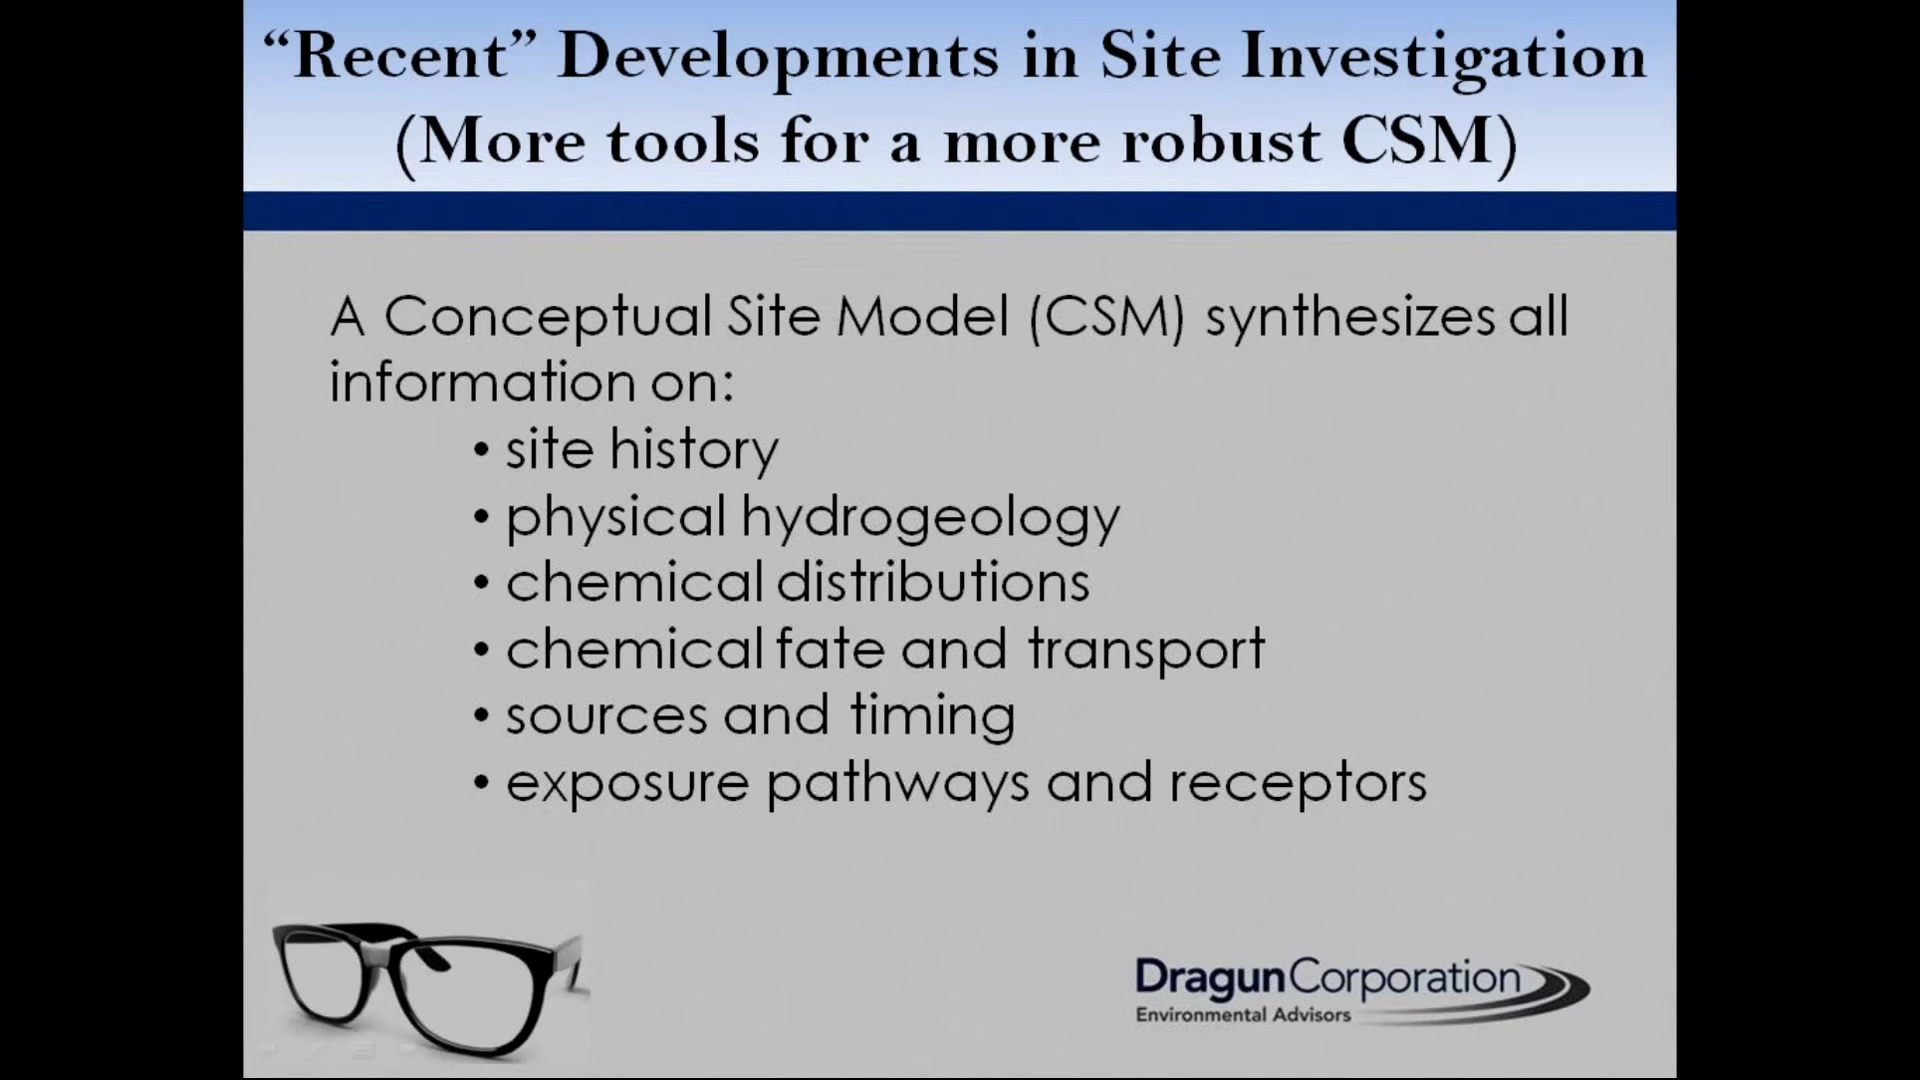 “Recent” Developments in Site Investigation
(More tools for a more robust CSM)
A Conceptual Site Model (CSM) synthesizes all
information on:
• site history
• physical hydrogeology
• chemical distributions
• chemical fate and transport
• sources and timing
• exposure pathways and receptors
DragunCorporation
Environmental Advisors